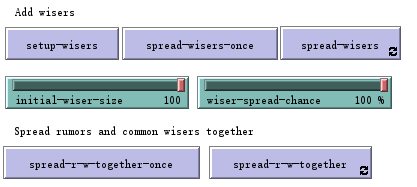 Add wisers
setup-wisers spread-wisers-once spread-wisers
initial-wiser-size 100 wiser-spread-chance 100 %
Spread rumors and common wisers together
spread-r-w-together-once spread-r-w-together